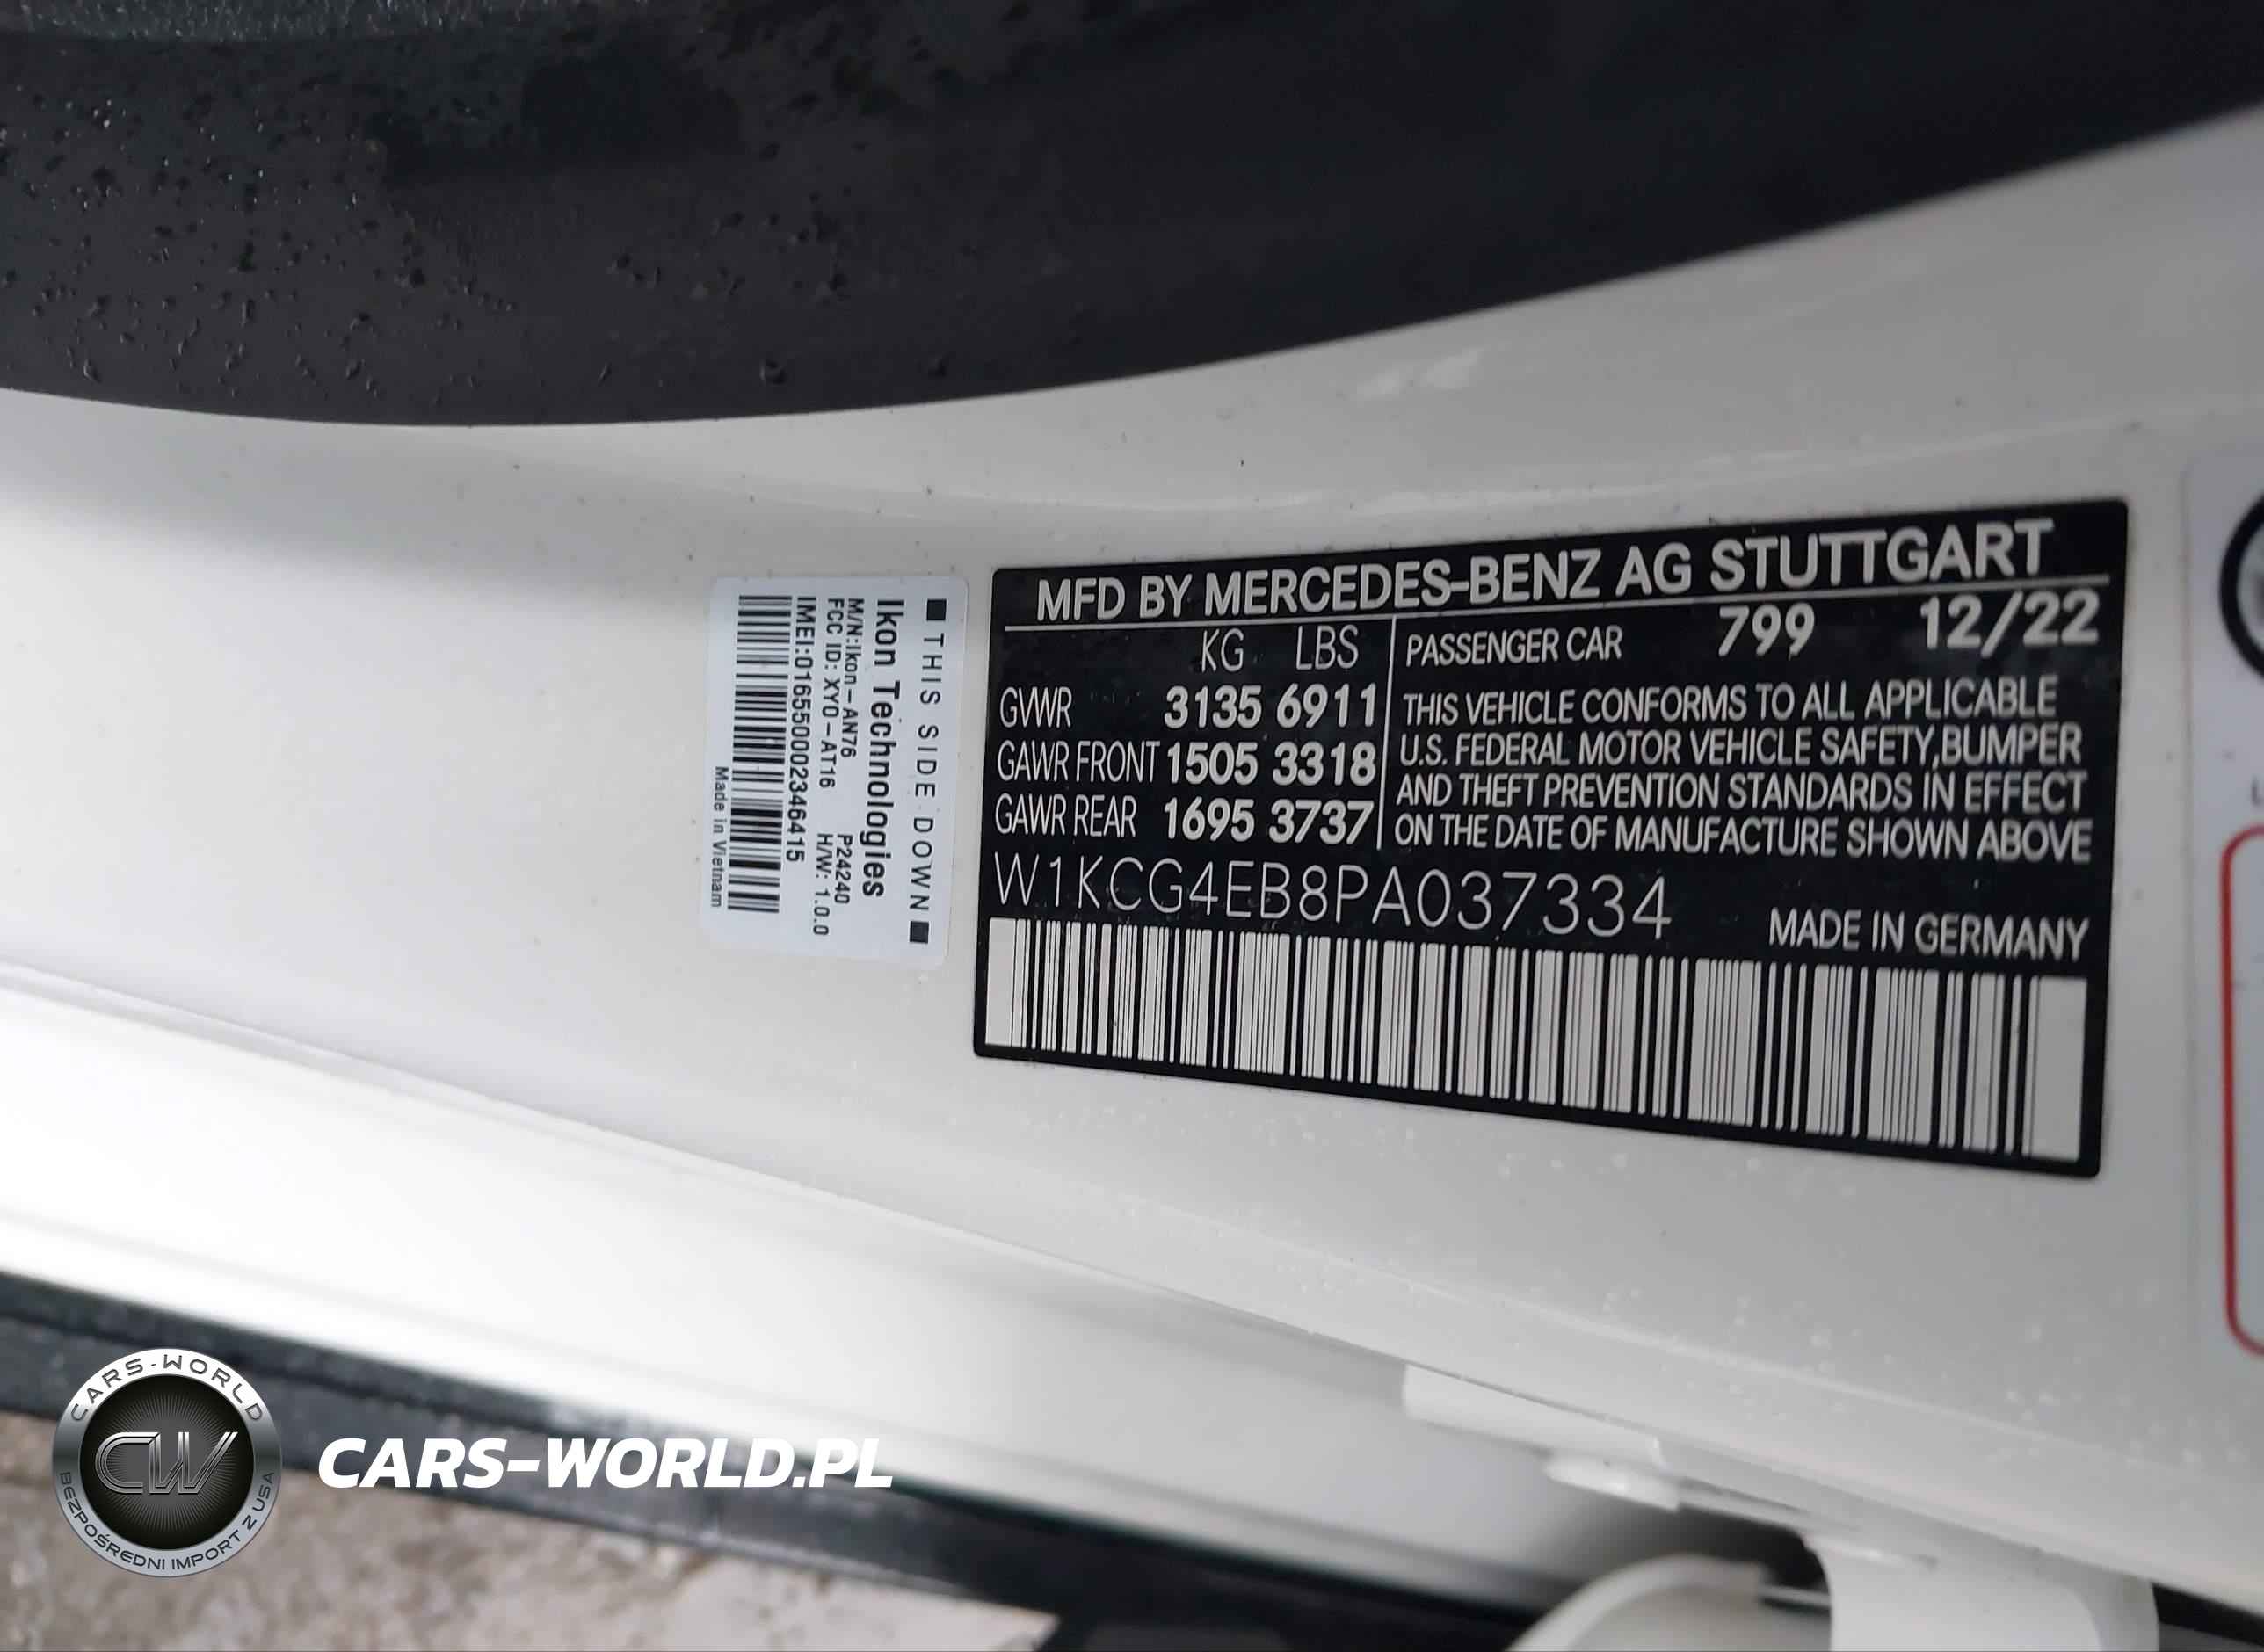 MFD BY MERCEDES-BENZ AG STUTTGART
KG LBS
GVWR 3135 6911
GAWR FRONT 1505 3318
GAWR REAR 1695 3737
PASSENGER CAR 799 12/22
THIS VEHICLE CONFORMS TO ALL APPLICABLE
U.S. FEDERAL MOTOR VEHICLE SAFETY,BUMPER
AND THEFT PREVENTION STANDARDS IN EFFECT
ON THE DATE OF MANUFACTURE SHOWN ABOVE
W1KCG4EB8PA037334
MADE IN GERMANY
■ THIS SIDE DOWN ■
Ikon Technologies
M/N:Ikon-AN76 P24240
FCC ID: XYO-AT16 H/W: 1.0.0
IMEI:016550002346415
Made in Vietnam
CARS-WORLD
CW
BEZPOŚREDNI IMPORT Z USA
CARS-WORLD.PL